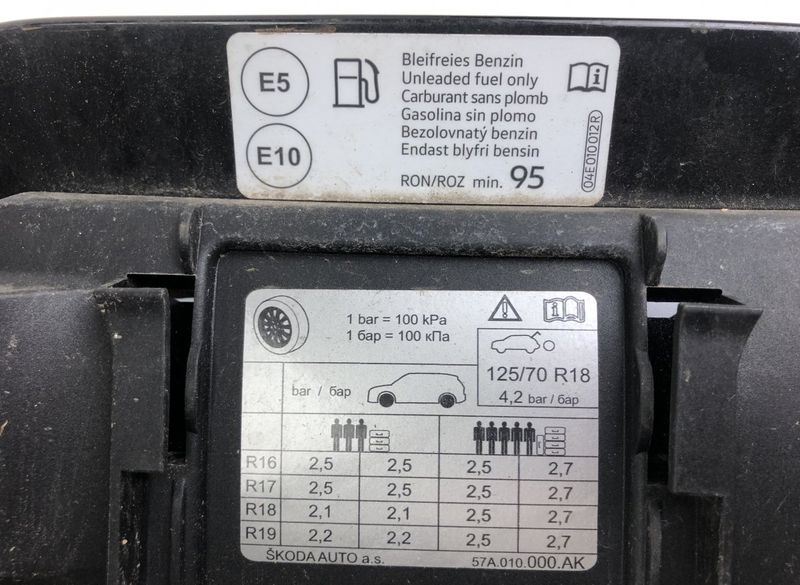 E5
E10
Bleifreies Benzin
Unleaded fuel only
Carburant sans plomb
Gasolina sin plomo
Bezolovnatý benzin
Endast blyfri bensin
RON/ROZ min. 95
04E010012R
1 bar = 100 kPa
1 бар = 100 кПа
125/70 R18
4,2 bar / бар
bar / бар
R16 2,5 2,5 2,5 2,7
R17 2,5 2,5 2,5 2,7
R18 2,1 2,1 2,5 2,7
R19 2,2 2,2 2,5 2,7
ŠKODA AUTO a.s. 57A.010.000.AK